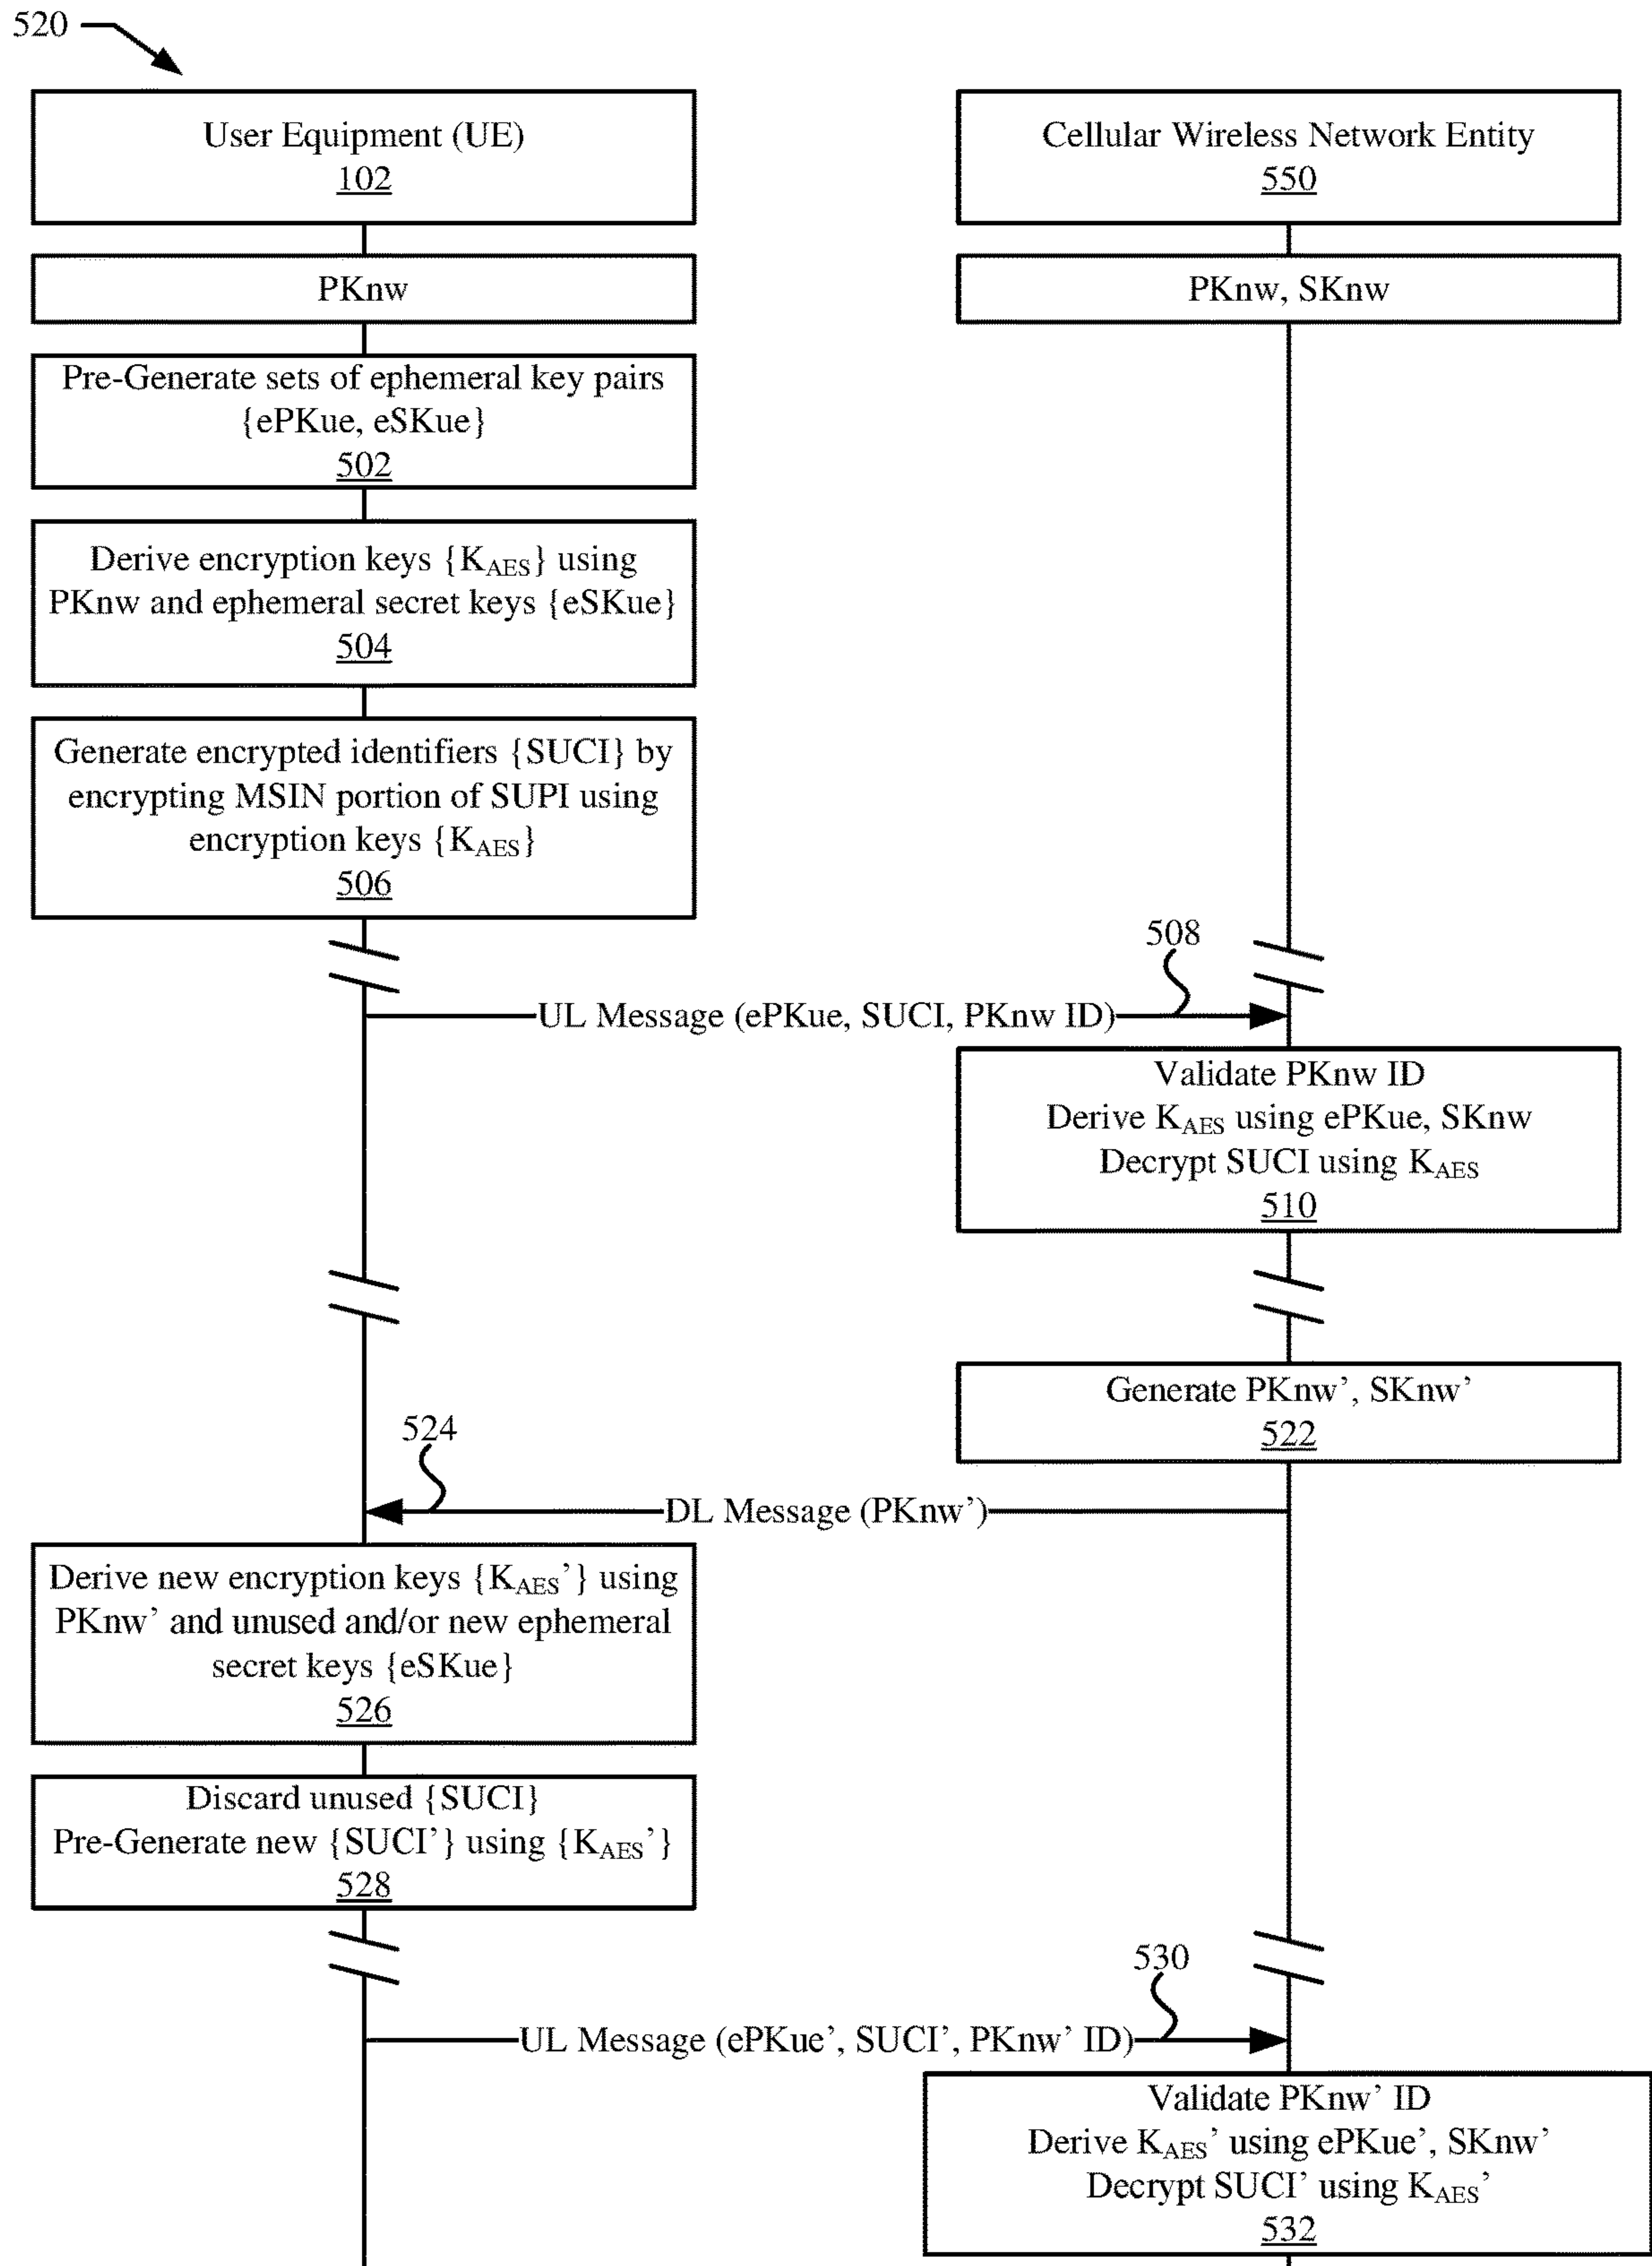 520
User Equipment (UE)
102
Cellular Wireless Network Entity
550
PKnw
PKnw, SKnw
Pre-Generate sets of ephemeral key pairs
{ePKue, eSKue}
502
Derive encryption keys {KAES} using
PKnw and ephemeral secret keys {eSKue}
504
Generate encrypted identifiers {SUCI} by
encrypting MSIN portion of SUPI using
encryption keys {KAES}
506
508
UL Message (ePKue, SUCI, PKnw ID)
Validate PKnw ID
Derive KAES using ePKue, SKnw
Decrypt SUCI using KAES
510
Generate PKnw’, SKnw’
522
524
DL Message (PKnw’)
Derive new encryption keys {KAES’} using
PKnw’ and unused and/or new ephemeral
secret keys {eSKue}
526
Discard unused {SUCI}
Pre-Generate new {SUCI’} using {KAES’}
528
530
UL Message (ePKue’, SUCI’, PKnw’ ID)
Validate PKnw’ ID
Derive KAES’ using ePKue’, SKnw’
Decrypt SUCI’ using KAES’
532